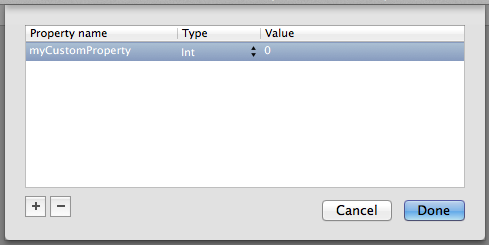 Property name Type Value
myCustomProperty Int 0
+ −
Cancel Done